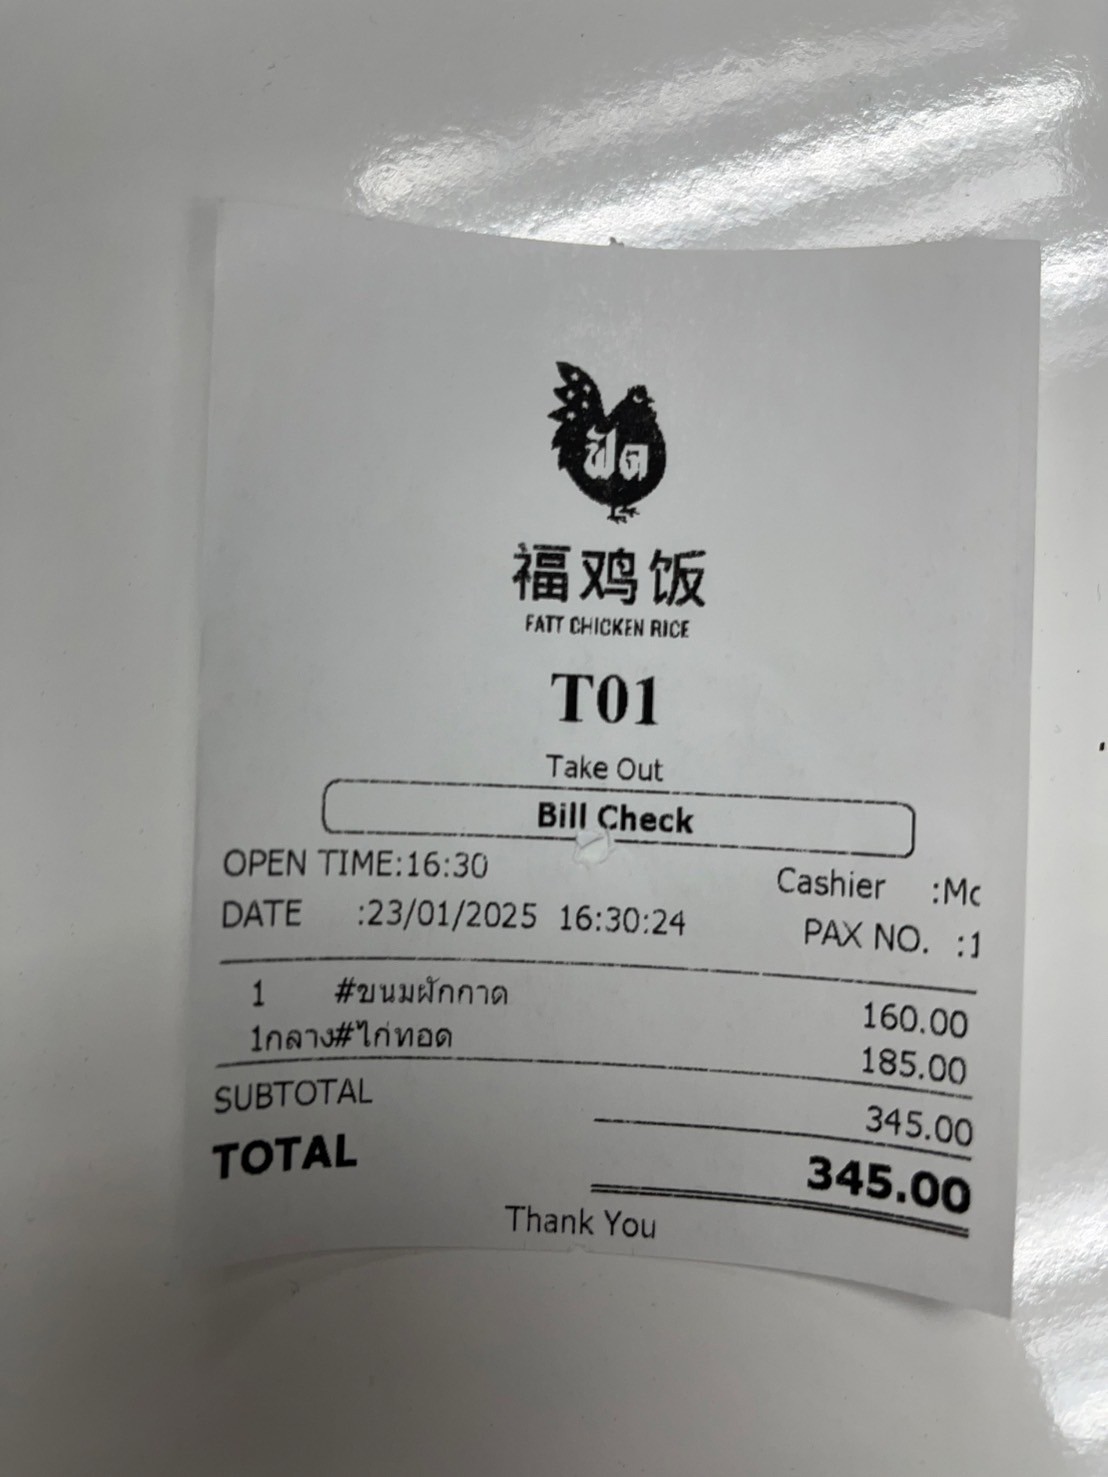 ฟัด
福鸡饭
FATT CHICKEN RICE
T01
Take Out
Bill Check
OPEN TIME:16:30 Cashier :Mc
DATE :23/01/2025 16:30:24 PAX NO. :1
1 #ขนมผักกาด 160.00
1กลาง#ไก่ทอด 185.00
SUBTOTAL 345.00
TOTAL 345.00
Thank You